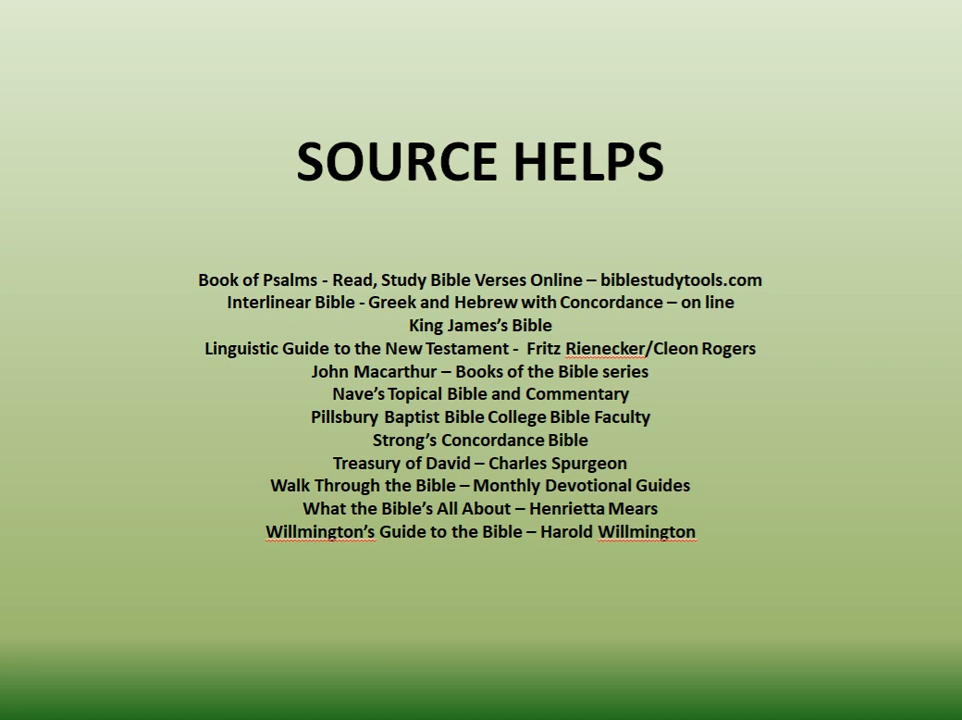 SOURCE HELPS
Book of Psalms - Read, Study Bible Verses Online – biblestudytools.com
Interlinear Bible - Greek and Hebrew with Concordance – on line
King James’s Bible
Linguistic Guide to the New Testament -  Fritz Rienecker/Cleon Rogers
John Macarthur – Books of the Bible series
Nave’s Topical Bible and Commentary
Pillsbury Baptist Bible College Bible Faculty
Strong’s Concordance Bible
Treasury of David – Charles Spurgeon
Walk Through the Bible – Monthly Devotional Guides
What the Bible’s All About – Henrietta Mears
Willmington’s Guide to the Bible – Harold Willmington